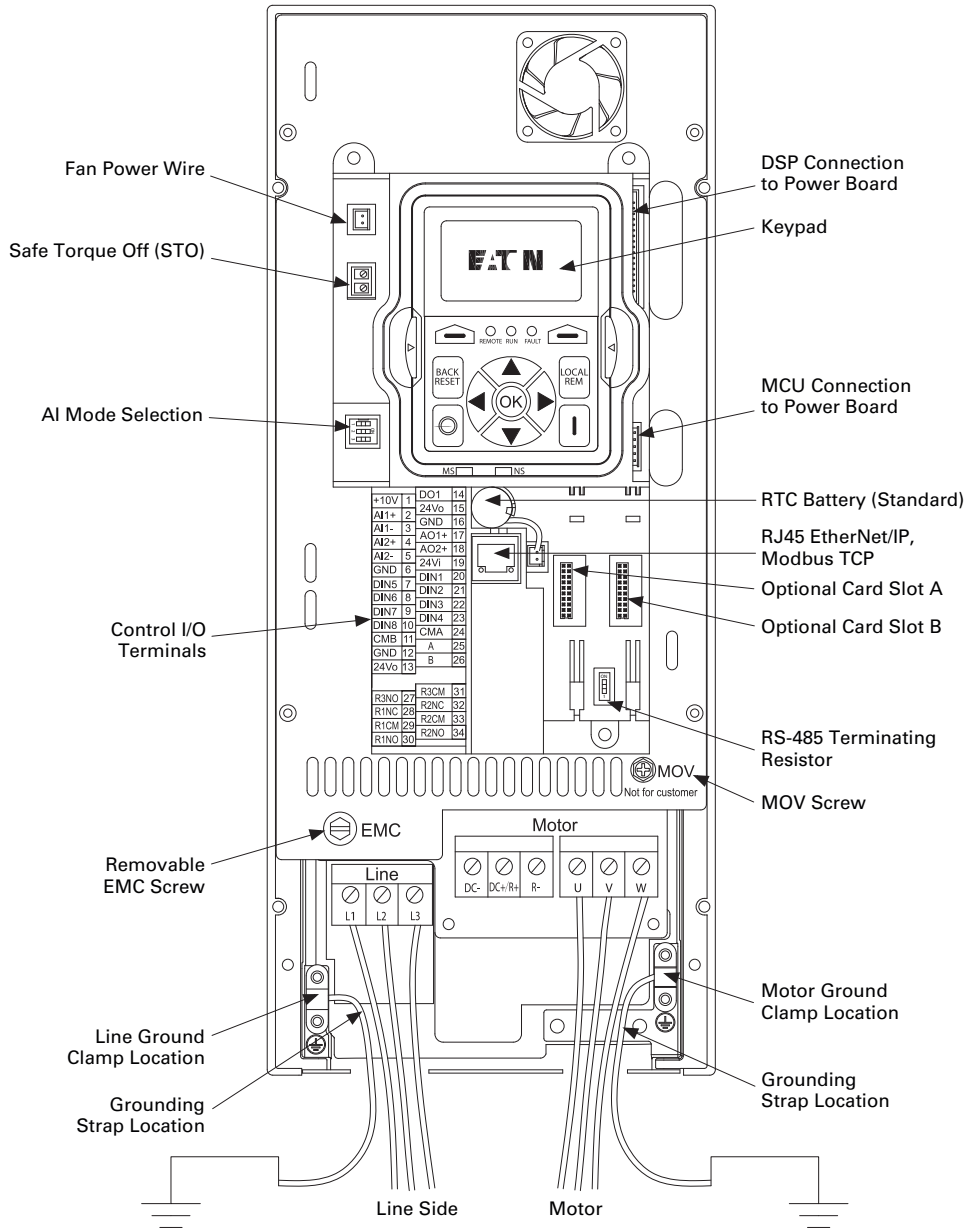 Fan Power Wire
Safe Torque Off (STO)
AI Mode Selection
Control I/O
Terminals
Removable
EMC Screw
Line Ground
Clamp Location
Grounding
Strap Location
DSP Connection
to Power Board
Keypad
MCU Connection
to Power Board
RTC Battery (Standard)
RJ45 EtherNet/IP,
Modbus TCP
Optional Card Slot A
Optional Card Slot B
RS-485 Terminating
Resistor
MOV Screw
Motor Ground
Clamp Location
Grounding
Strap Location
EATON
REMOTE RUN FAULT
BACK
RESET
LOCAL
REM
OK
MS NS
+10V 1
AI1+ 2
AI1- 3
AI2+ 4
AI2- 5
GND 6
DIN5 7
DIN6 8
DIN7 9
DIN8 10
CMB 11
GND 12
24Vo 13
DO1 14
24Vo 15
GND 16
AO1+ 17
AO2+ 18
24Vi 19
DIN1 20
DIN2 21
DIN3 22
DIN4 23
CMA 24
A 25
B 26
R3NO 27
R1NC 28
R1CM 29
R1NO 30
R3CM 31
R2NC 32
R2CM 33
R2NO 34
MOV
Not for customer
EMC
Motor
DC- DC+/R+ R- U V W
Line
L1 L2 L3
Line Side
Motor